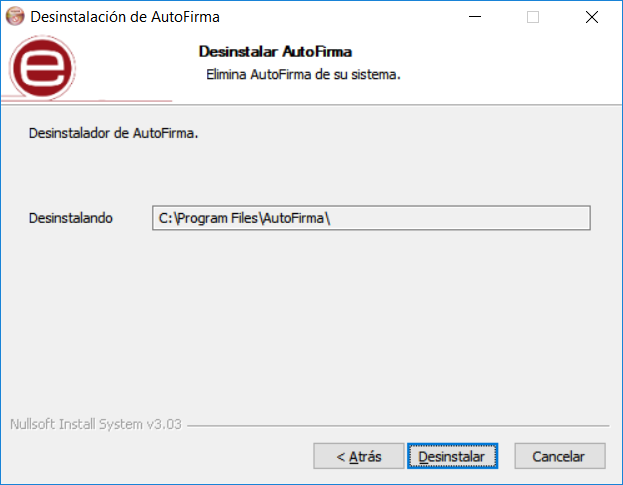 Desinstalación de AutoFirma
e
Desinstalar AutoFirma
Elimina AutoFirma de su sistema.
Desinstalador de AutoFirma.
Desinstalando
C:\Program Files\AutoFirma\
Nullsoft Install System v3.03
< Atrás
Desinstalar
Cancelar